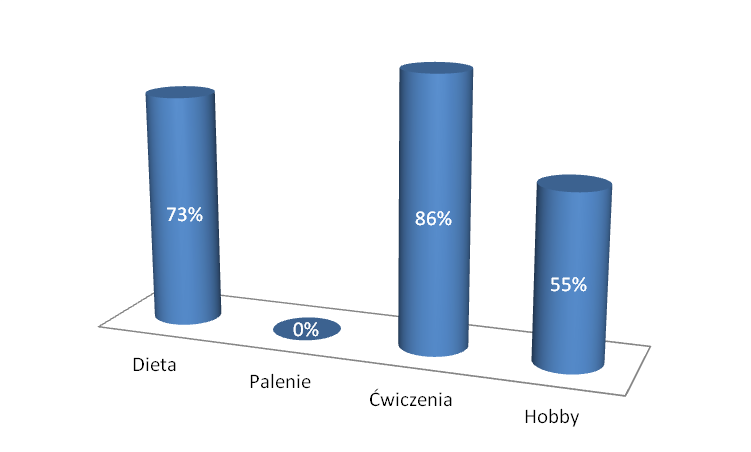 73%
0%
86%
55%
Dieta
Palenie
Ćwiczenia
Hobby